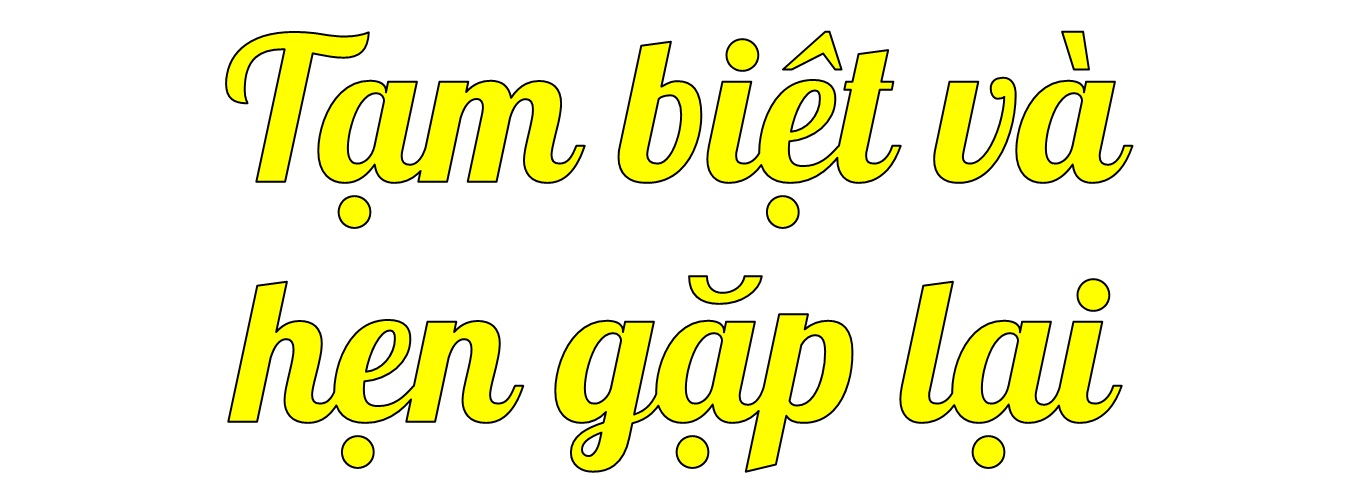 Tạm biệt và
hẹn gặp lại